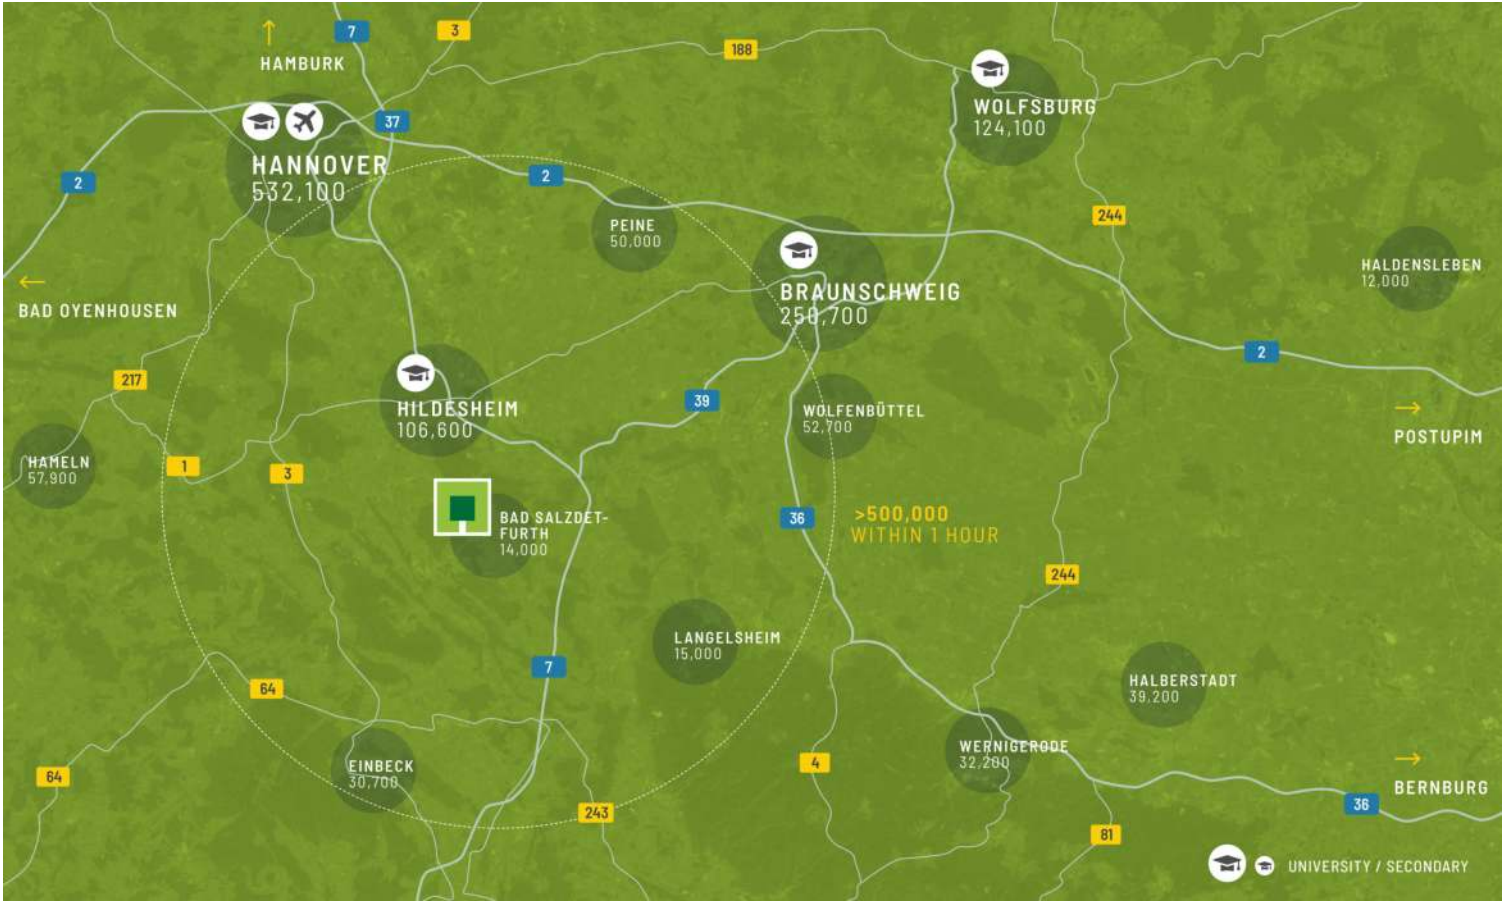 7
3
HAMBURK
188
WOLFSBURG
124,100
37
HANNOVER
532,100
2
2
PEINE
50,000
244
HALDENSLEBEN
12,000
BAD OYENHOUSEN
BRAUNSCHWEIG
250,700
2
217
HILDESHEIM
106,600
39
WOLFENBÜTTEL
52,700
POSTUPIM
HAMELN
57,900
1
3
BAD SALZDET-
FURTH
14,000
36
>500,000
WITHIN 1 HOUR
244
LANGELSHEIM
15,000
7
64
HALBERSTADT
39,200
64
EINBECK
30,700
4
WERNIGERODE
32,200
BERNBURG
36
243
81
UNIVERSITY / SECONDARY